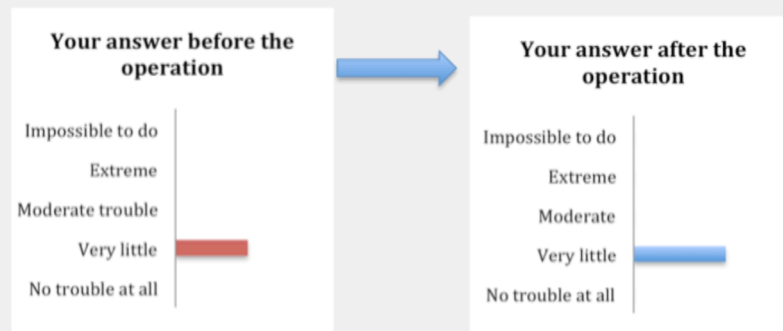 Your answer before the
operation
Impossible to do
Extreme
Moderate trouble
Very little
No trouble at all
Your answer after the
operation
Impossible to do
Extreme
Moderate
Very little
No trouble at all